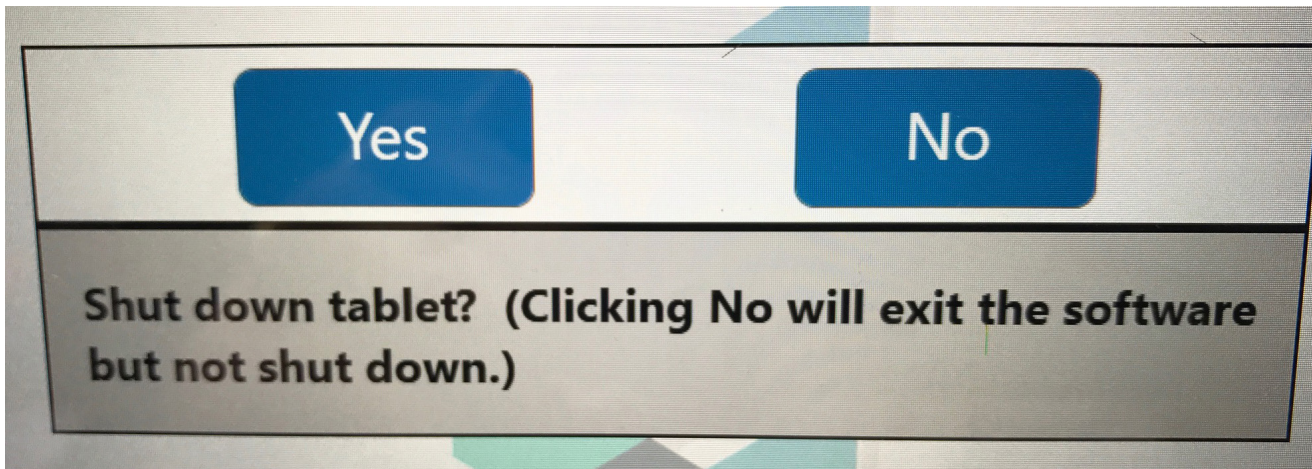 Yes
No
Shut down tablet?  (Clicking No will exit the software
but not shut down.)